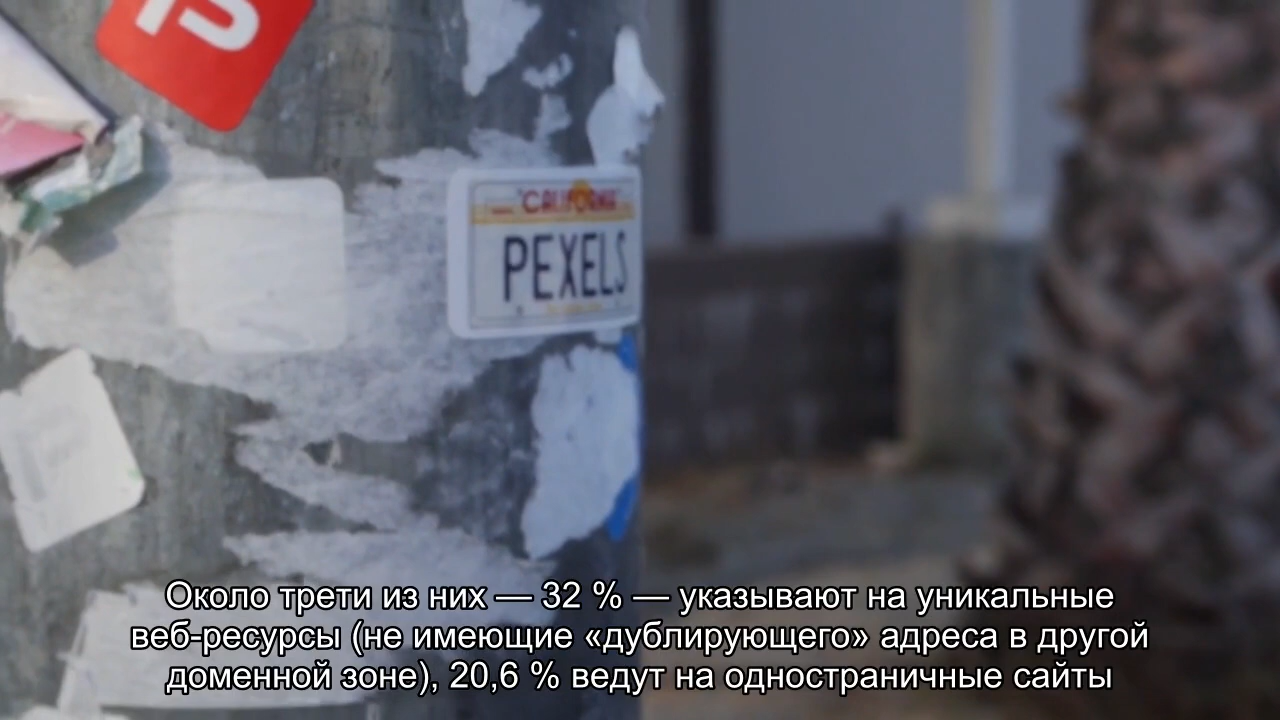 CALIFORNIA
PEXELS
Около трети из них — 32 % — указывают на уникальные
веб-ресурсы (не имеющие «дублирующего» адреса в другой
доменной зоне), 20,6 % ведут на одностраничные сайты